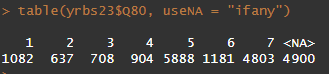 > table(yrbs23$Q80, useNA = "ifany")
1 2 3 4 5 6 7 <NA>
1082 637 708 904 5888 1181 4803 4900